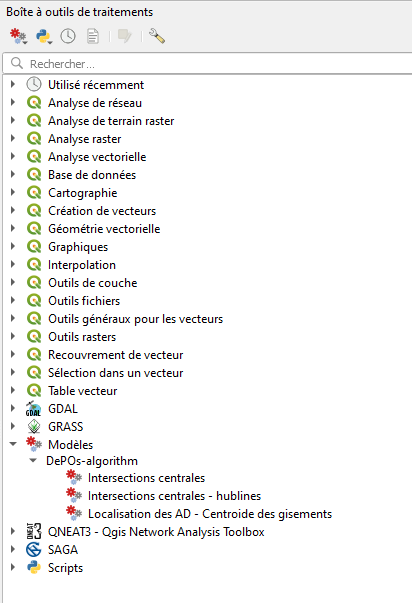 Boîte à outils de traitements
Rechercher...
Utilisé récemment
Analyse de réseau
Analyse de terrain raster
Analyse raster
Analyse vectorielle
Base de données
Cartographie
Création de vecteurs
Géométrie vectorielle
Graphiques
Interpolation
Outils de couche
Outils fichiers
Outils généraux pour les vecteurs
Outils rasters
Recouvrement de vecteur
Sélection dans un vecteur
Table vecteur
GDAL GDAL
GRASS
Modèles
DePOs-algorithm
Intersections centrales
Intersections centrales - hublines
Localisation des AD - Centroide des gisements
QNEAT3 QNEAT3 - Qgis Network Analysis Toolbox
SAGA
Scripts